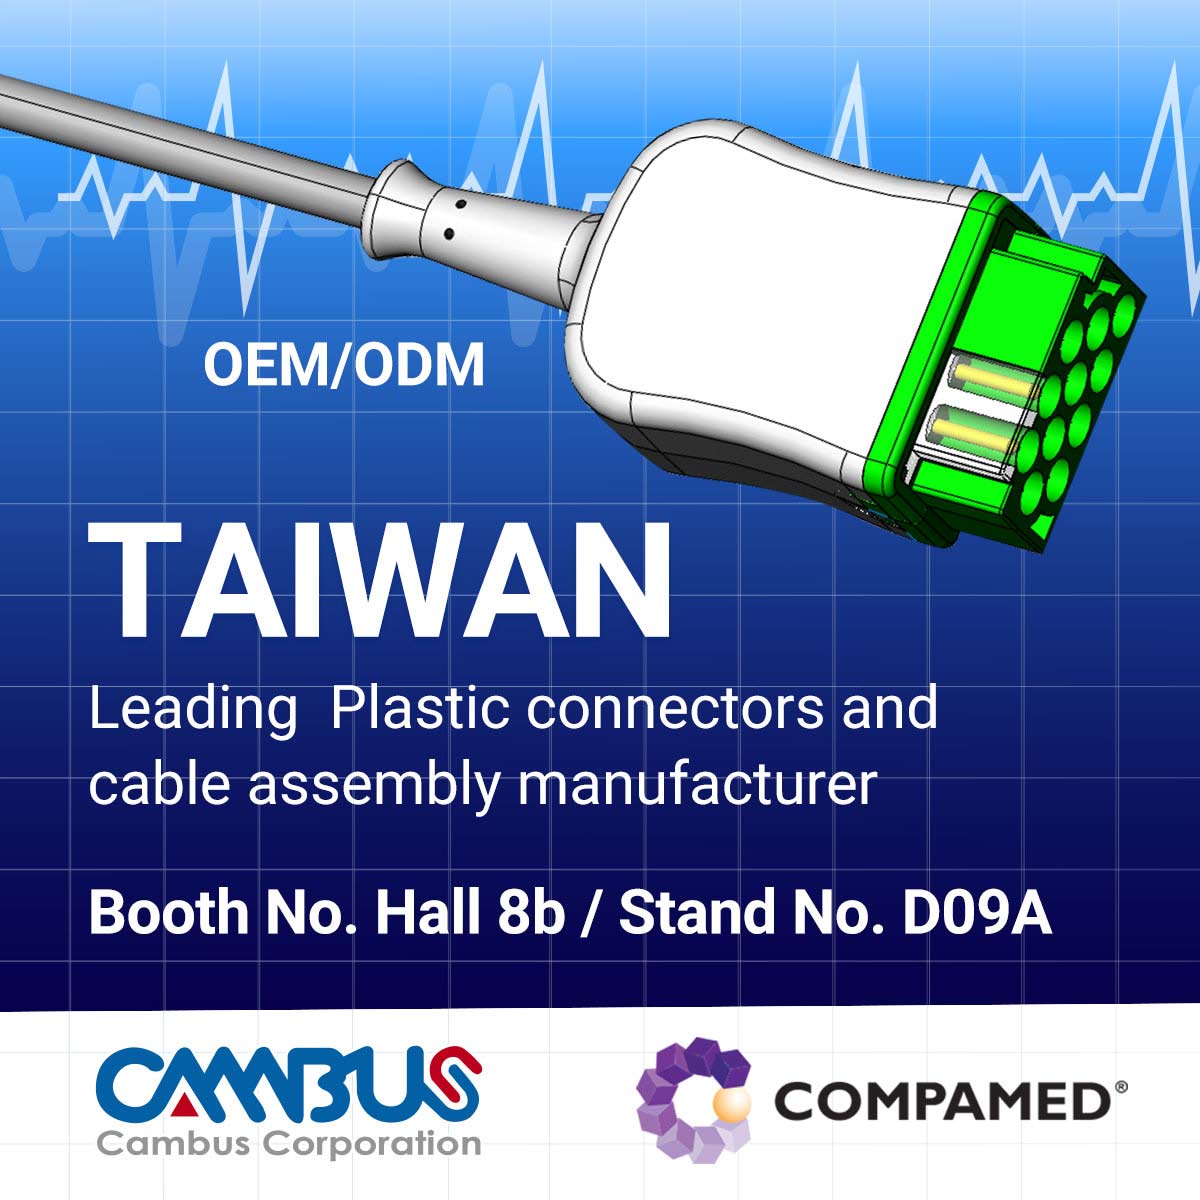 OEM/ODM
TAIWAN
Leading  Plastic connectors and
cable assembly manufacturer
Booth No. Hall 8b / Stand No. D09A
CAMBUS
Cambus Corporation
COMPAMED®